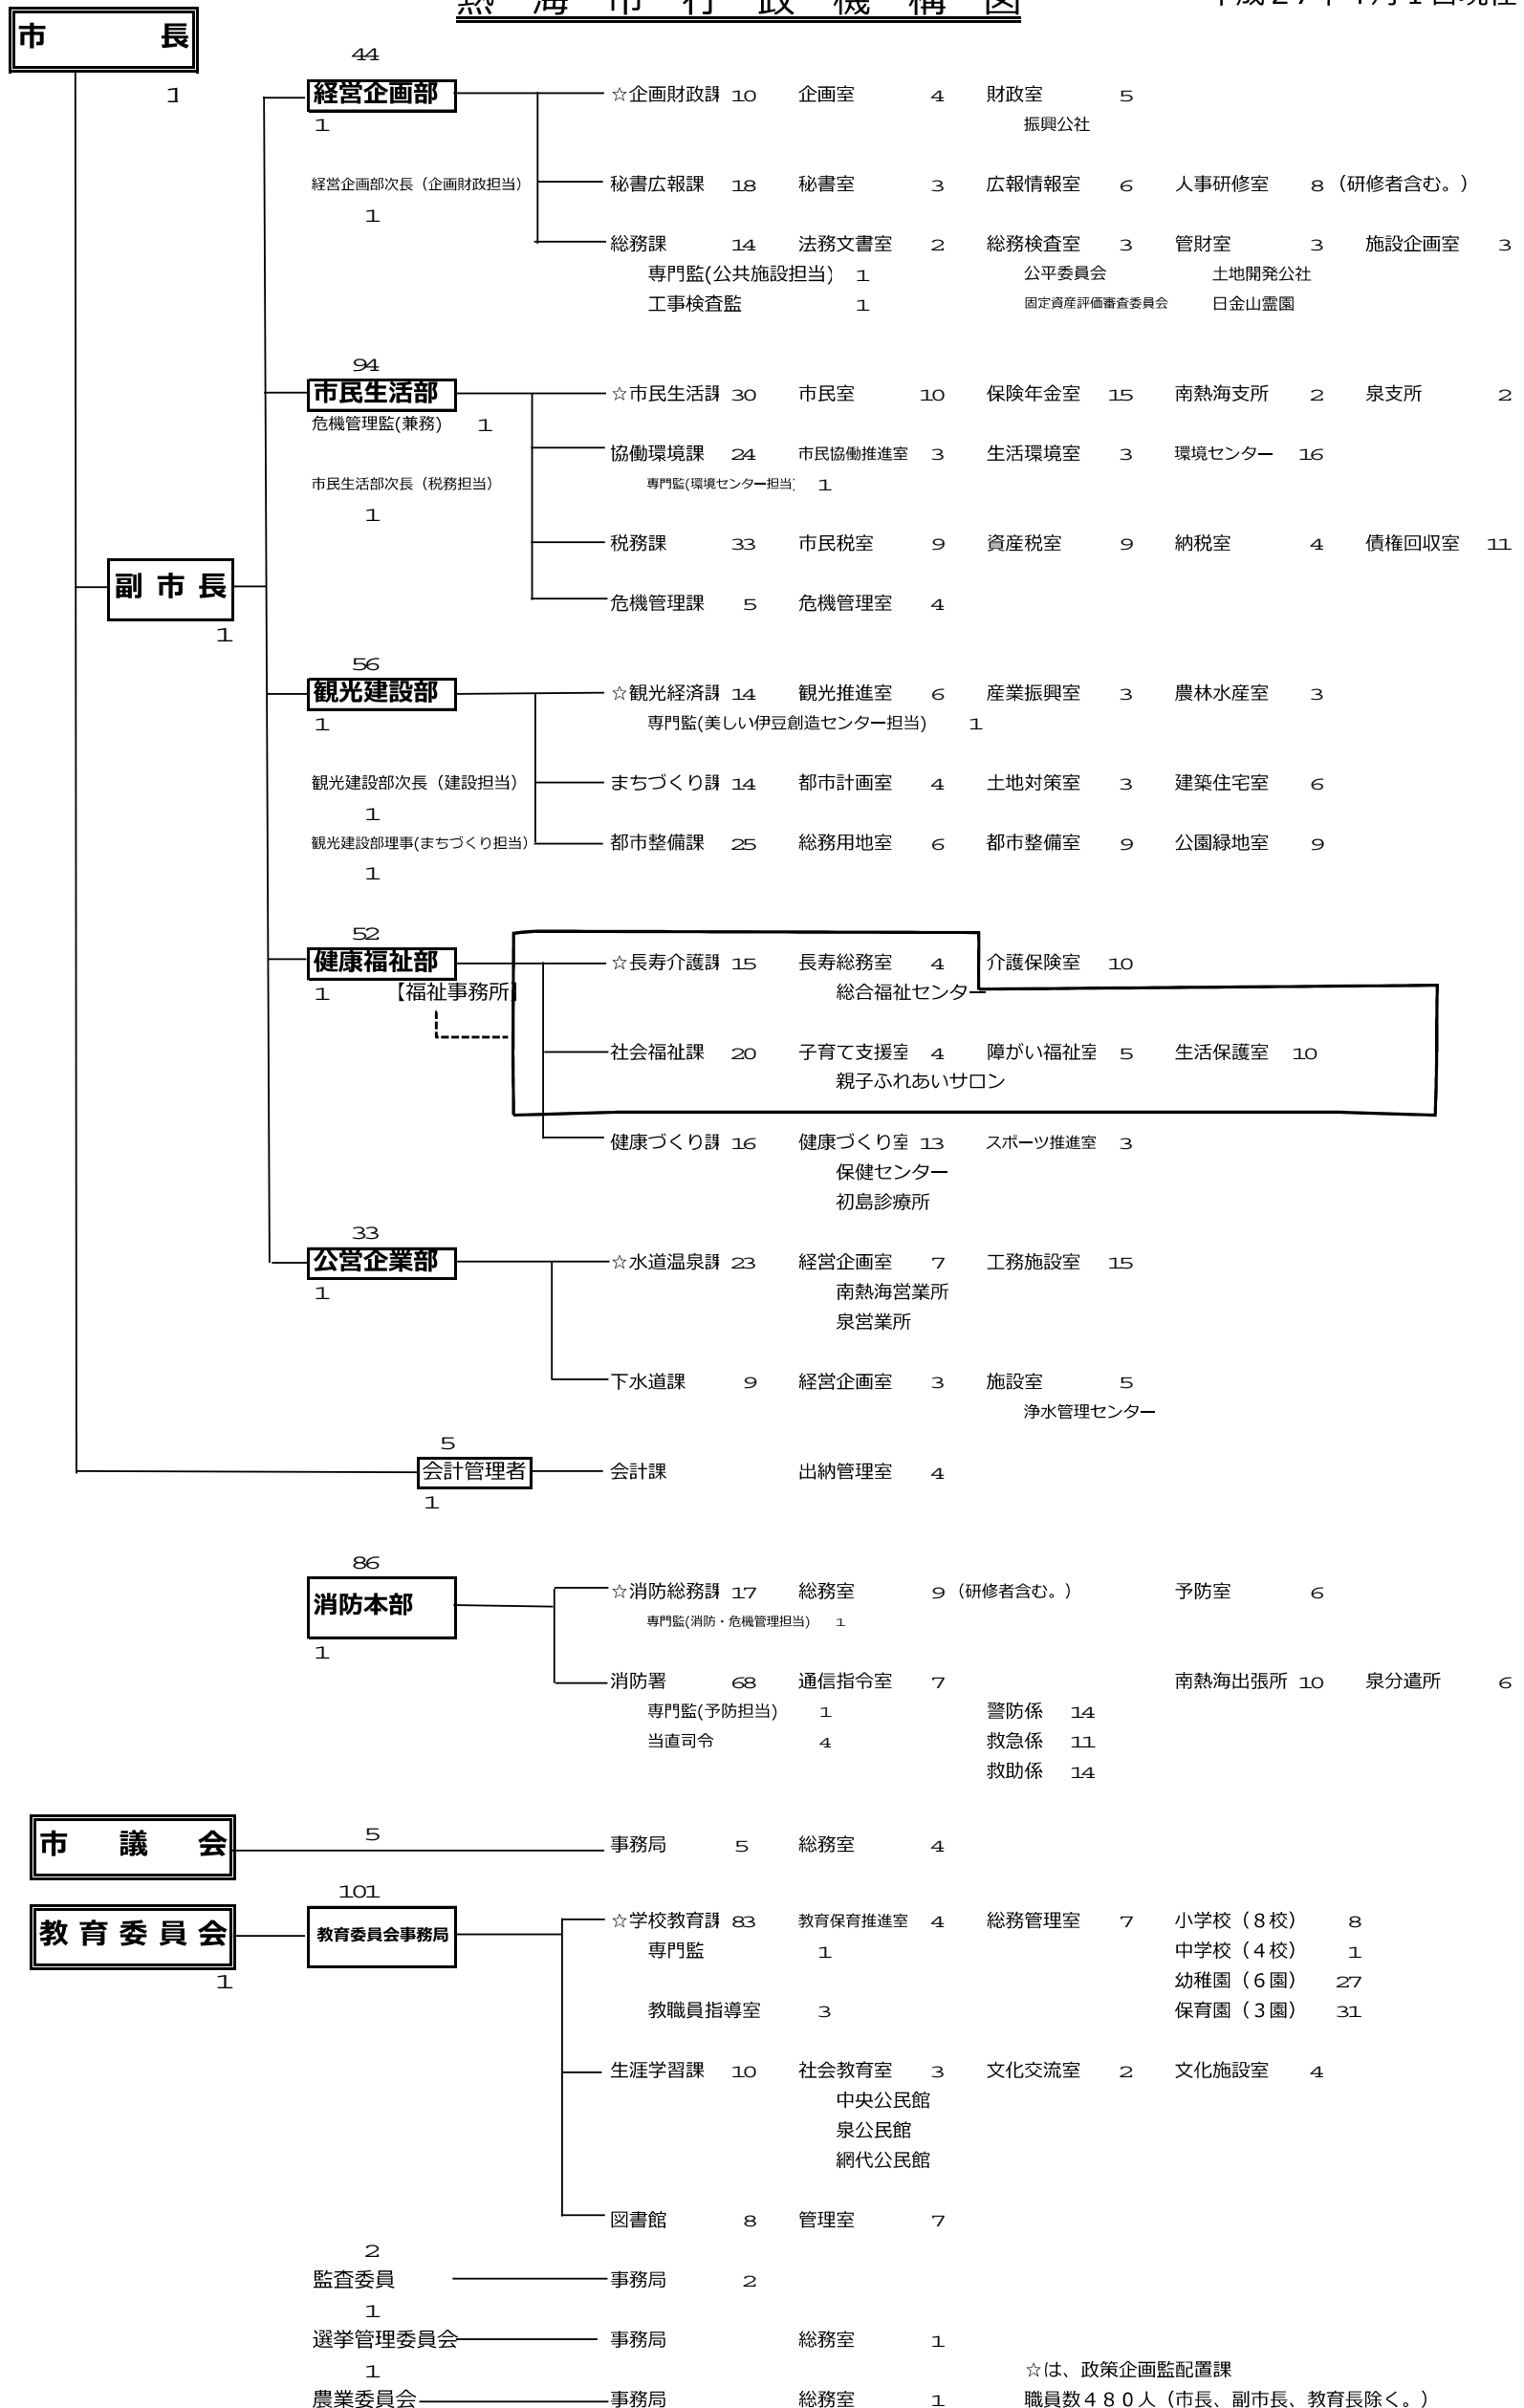 熱海市行政機構図 平成２７年４月１日現在
市長
1
44
経営企画部 ☆企画財政課 10 企画室 4 財政室 5
1 振興公社
経営企画部次長（企画財政担当） 秘書広報課 18 秘書室 3 広報情報室 6 人事研修室 8（研修者含む。）
1
総務課 14 法務文書室 2 総務検査室 3 管財室 3 施設企画室 3
専門監(公共施設担当) 1 公平委員会 土地開発公社
工事検査監 1 固定資産評価審査委員会 日金山霊園
94
市民生活部 ☆市民生活課 30 市民室 10 保険年金室 15 南熱海支所 2 泉支所 2
危機管理監(兼務) 1
協働環境課 24 市民協働推進室 3 生活環境室 3 環境センター 16
市民生活部次長（税務担当） 専門監(環境センター担当) 1
1
税務課 33 市民税室 9 資産税室 9 納税室 4 債権回収室 11
副市長
危機管理課 5 危機管理室 4
1
56
観光建設部 ☆観光経済課 14 観光推進室 6 産業振興室 3 農林水産室 3
1 専門監(美しい伊豆創造センター担当) 1
観光建設部次長（建設担当） まちづくり課 14 都市計画室 4 土地対策室 3 建築住宅室 6
1
観光建設部理事(まちづくり担当） 都市整備課 25 総務用地室 6 都市整備室 9 公園緑地室 9
1
52
健康福祉部 ☆長寿介護課 15 長寿総務室 4 介護保険室 10
1 【福祉事務所】 総合福祉センター
社会福祉課 20 子育て支援室 4 障がい福祉室 5 生活保護室 10
親子ふれあいサロン
健康づくり課 16 健康づくり室 13 スポーツ推進室 3
保健センター
初島診療所
33
公営企業部 ☆水道温泉課 23 経営企画室 7 工務施設室 15
1 南熱海営業所
泉営業所
下水道課 9 経営企画室 3 施設室 5
浄水管理センター
5
会計管理者 会計課 出納管理室 4
1
86
消防本部 ☆消防総務課 17 総務室 9（研修者含む。） 予防室 6
専門監(消防・危機管理担当) 1
1
消防署 68 通信指令室 7 南熱海出張所 10 泉分遣所 6
専門監(予防担当) 1 警防係 14
当直司令 4 救急係 11
救助係 14
市議会 5 事務局 5 総務室 4
101
教育委員会 教育委員会事務局 ☆学校教育課 83 教育保育推進室 4 総務管理室 7 小学校（８校） 8
専門監 1 中学校（４校） 1
1 幼稚園（６園） 27
教職員指導室 3 保育園（３園） 31
生涯学習課 10 社会教育室 3 文化交流室 2 文化施設室 4
中央公民館
泉公民館
網代公民館
図書館 8 管理室 7
2
監査委員 事務局 2
1
選挙管理委員会 事務局 総務室 1
1 ☆は、政策企画監配置課
農業委員会 事務局 総務室 1 職員数４８０人（市長、副市長、教育長除く。）